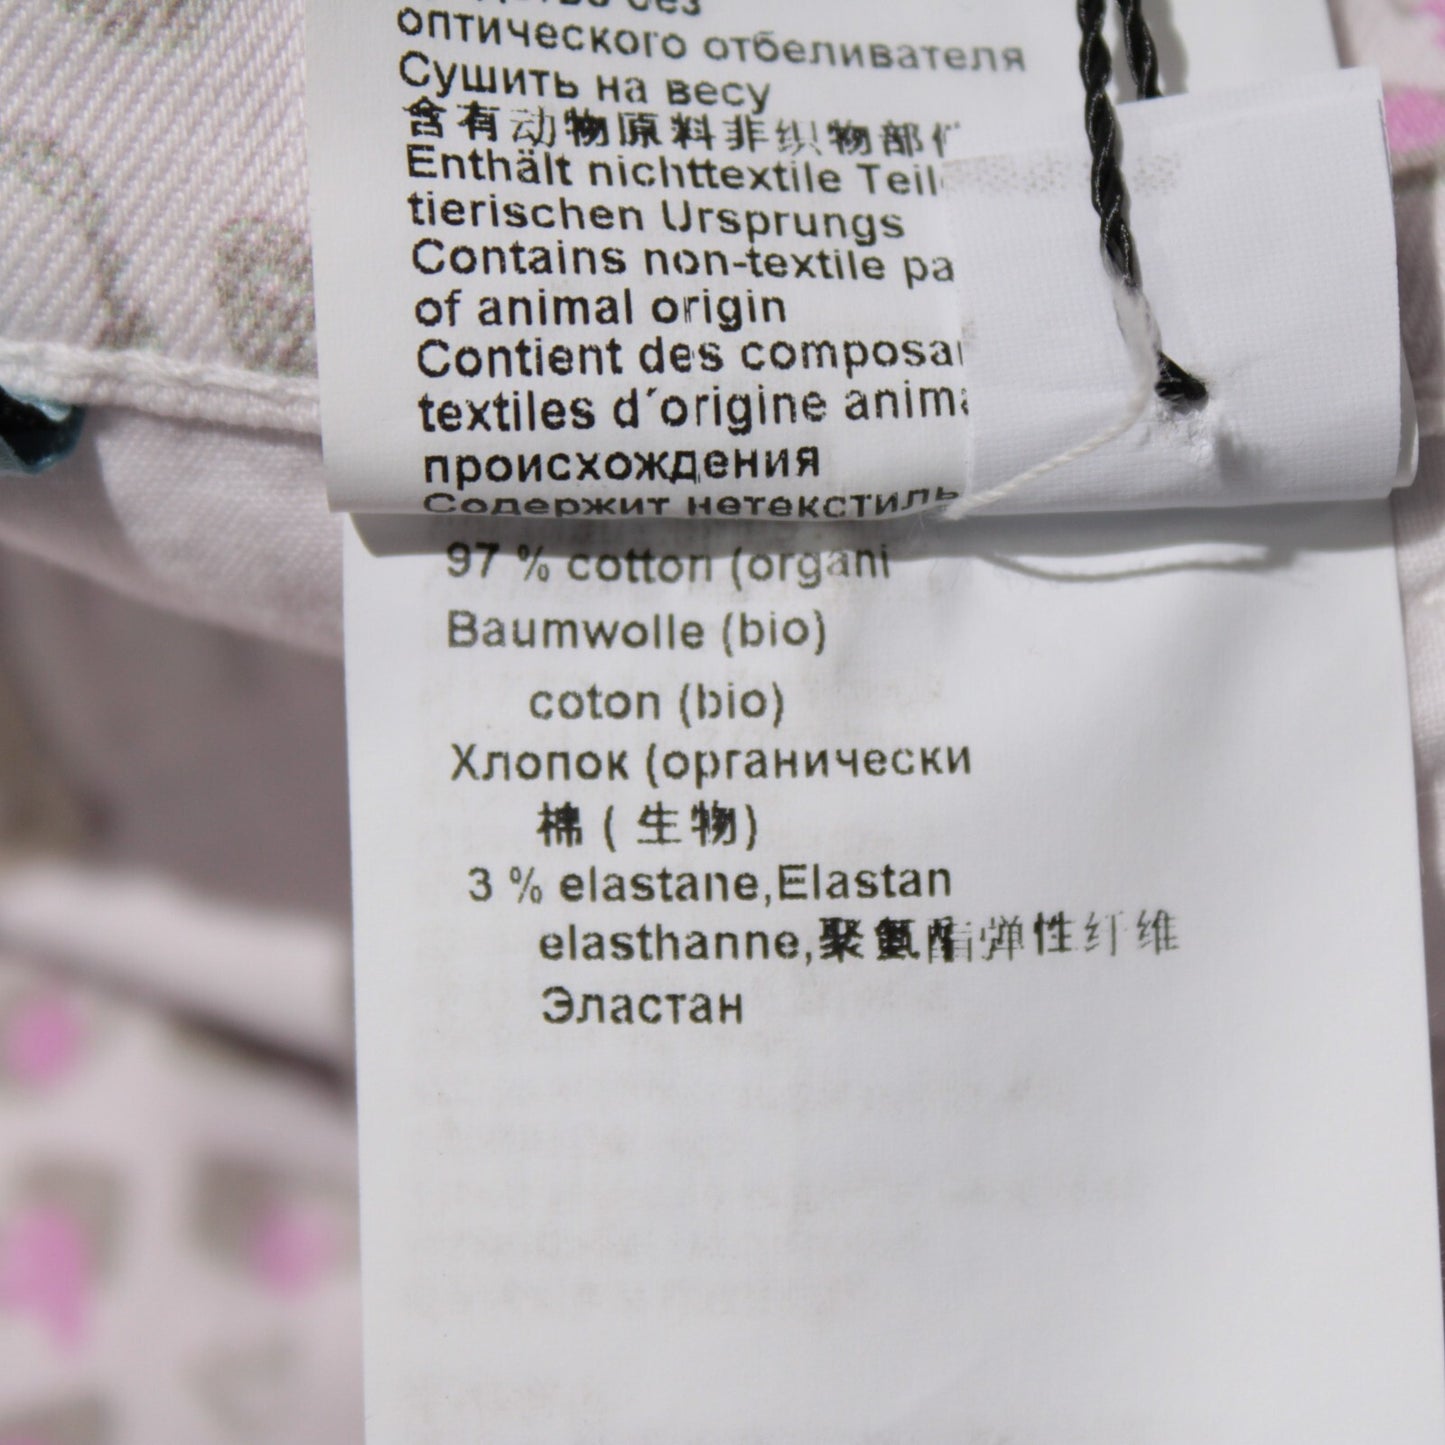 без
оптического отбеливателя
Сушить на весу
含有动物原料非织物部
Enthält nichttextile Teil
tierischen Ursprungs
Contains non-textile pa
of animal origin
Contient des composa
textiles d´origine anima
происхождения
Содержит нетекстиль
97 % cotton (organi
Baumwolle (bio)
coton (bio)
Хлопок (органически
棉 ( 生物)
3 % elastane,Elastan
elasthanne,聚氨酯弹性纤维
Эластан